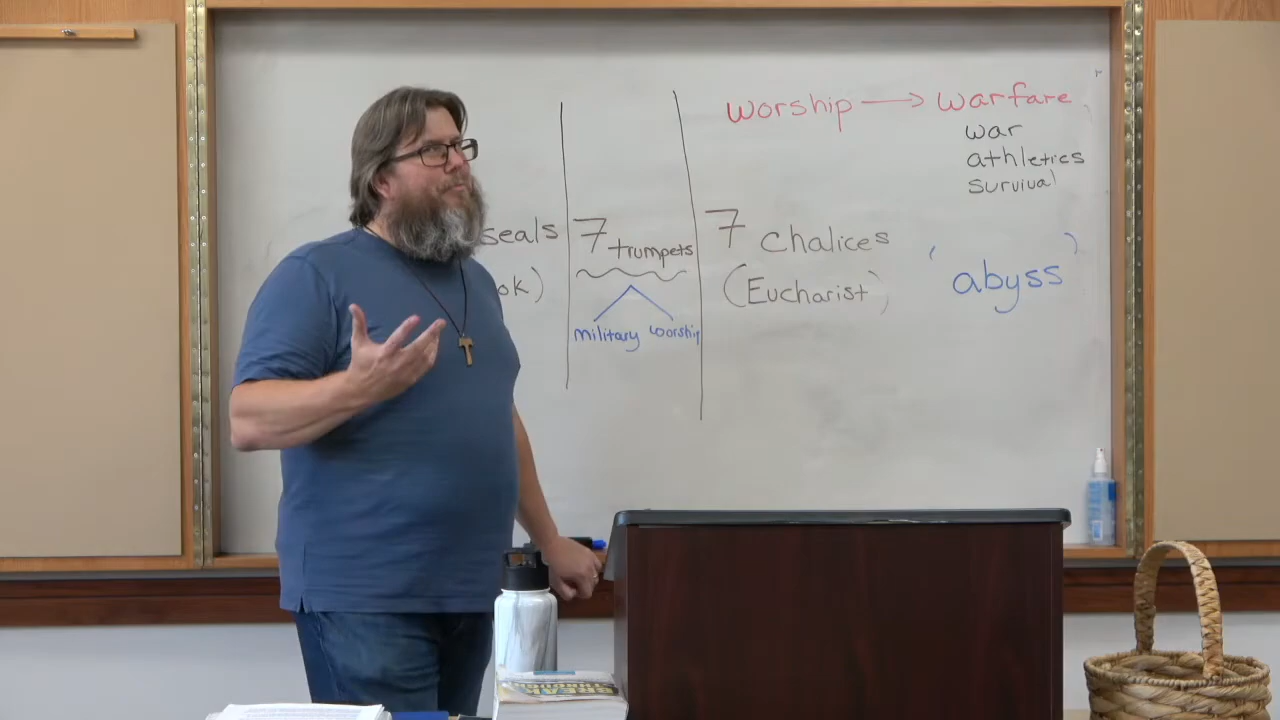 worship → warfare
war
athletics
survival
seals 7 trumpets 7 chalices
ok) (Eucharist) 'abyss'
military worship